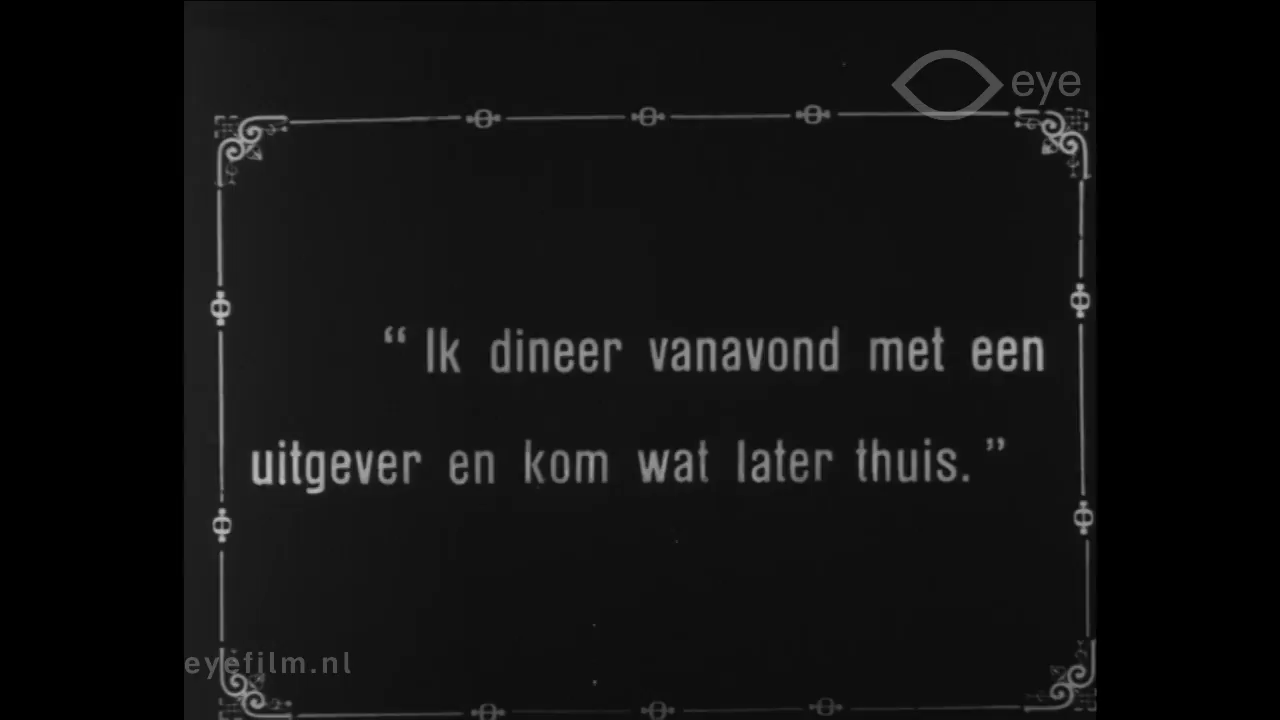 eye
“ Ik dineer vanavond met een
uitgever en kom wat later thuis. ”
eyefilm.nl